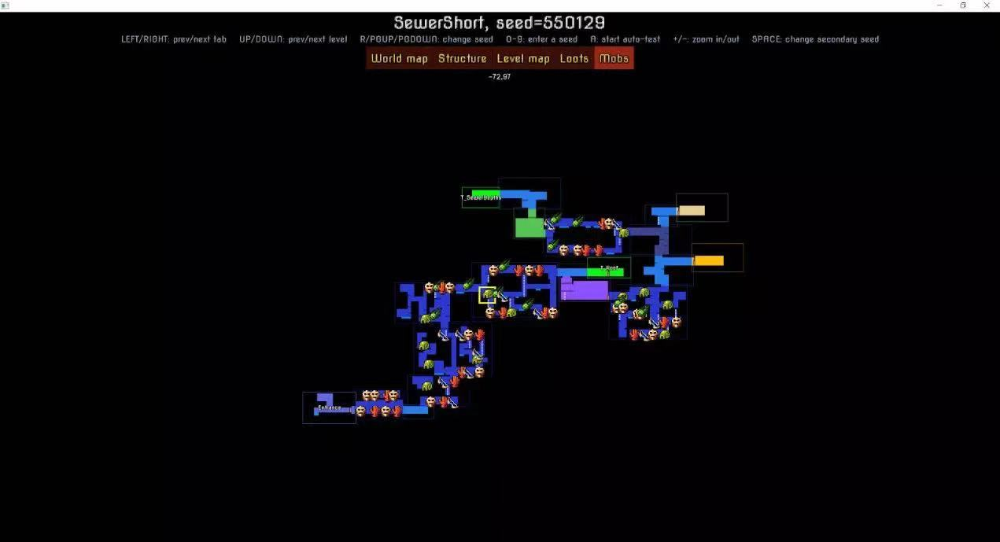 SewerShort, seed=550129
LEFT/RIGHT: prev/next tab UP/DOWN: prev/next level R/PGUP/PGDOWN: change seed 0-9: enter a seed A: start auto-test +/-: zoom in/out SPACE: change secondary seed
World map Structure Level map Loots Mobs
-72,97
T_SewerDepths
T_Roof
Entrance